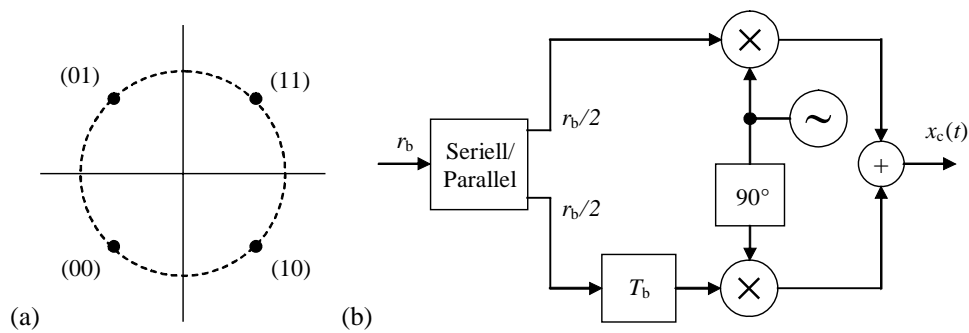 (01)
(11)
(00)
(10)
(a)
r_b
Seriell/
Parallel
r_b/2
r_b/2
T_b
90°
×
×
~
+
x_c(t)
(b)